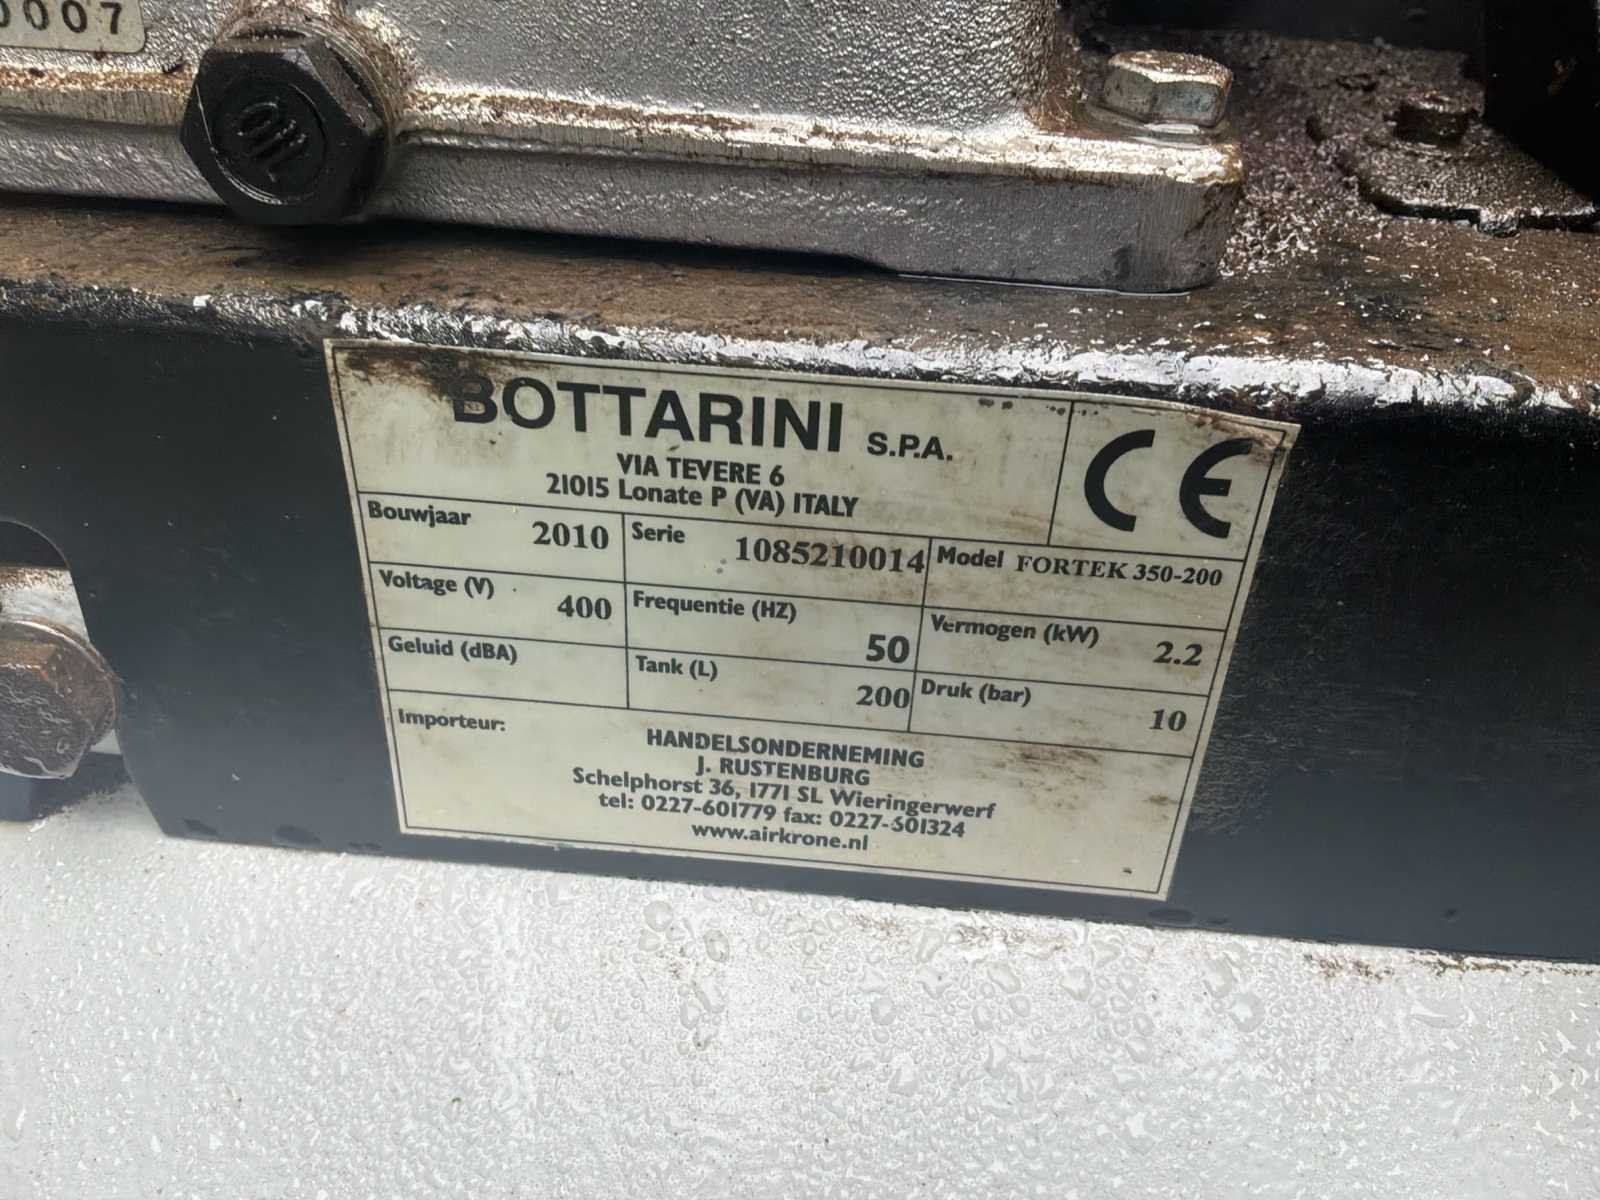 0007
OIL
BOTTARINI S.P.A.
VIA TEVERE 6
21015 Lonate P (VA) ITALY
CE
Bouwjaar 2010 Serie 1085210014 Model FORTEK 350-200
Voltage (V) 400 Frequentie (HZ) 50 Vermogen (kW) 2.2
Geluid (dBA) Tank (L) 200 Druk (bar) 10
Importeur:
HANDELSONDERNEMING
J. RUSTENBURG
Schelphorst 36, 1771 SL Wieringerwerf
tel: 0227-601779 fax: 0227-601324
www.airkrone.nl